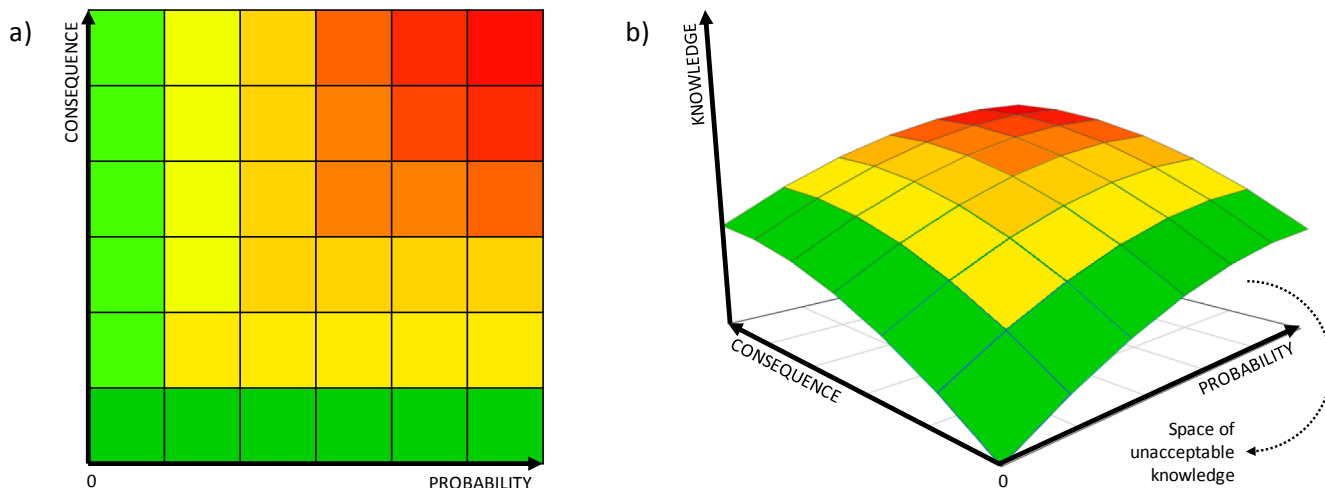 a)
CONSEQUENCE
0
PROBABILITY
b)
KNOWLEDGE
CONSEQUENCE
PROBABILITY
0
Space of
unacceptable
knowledge